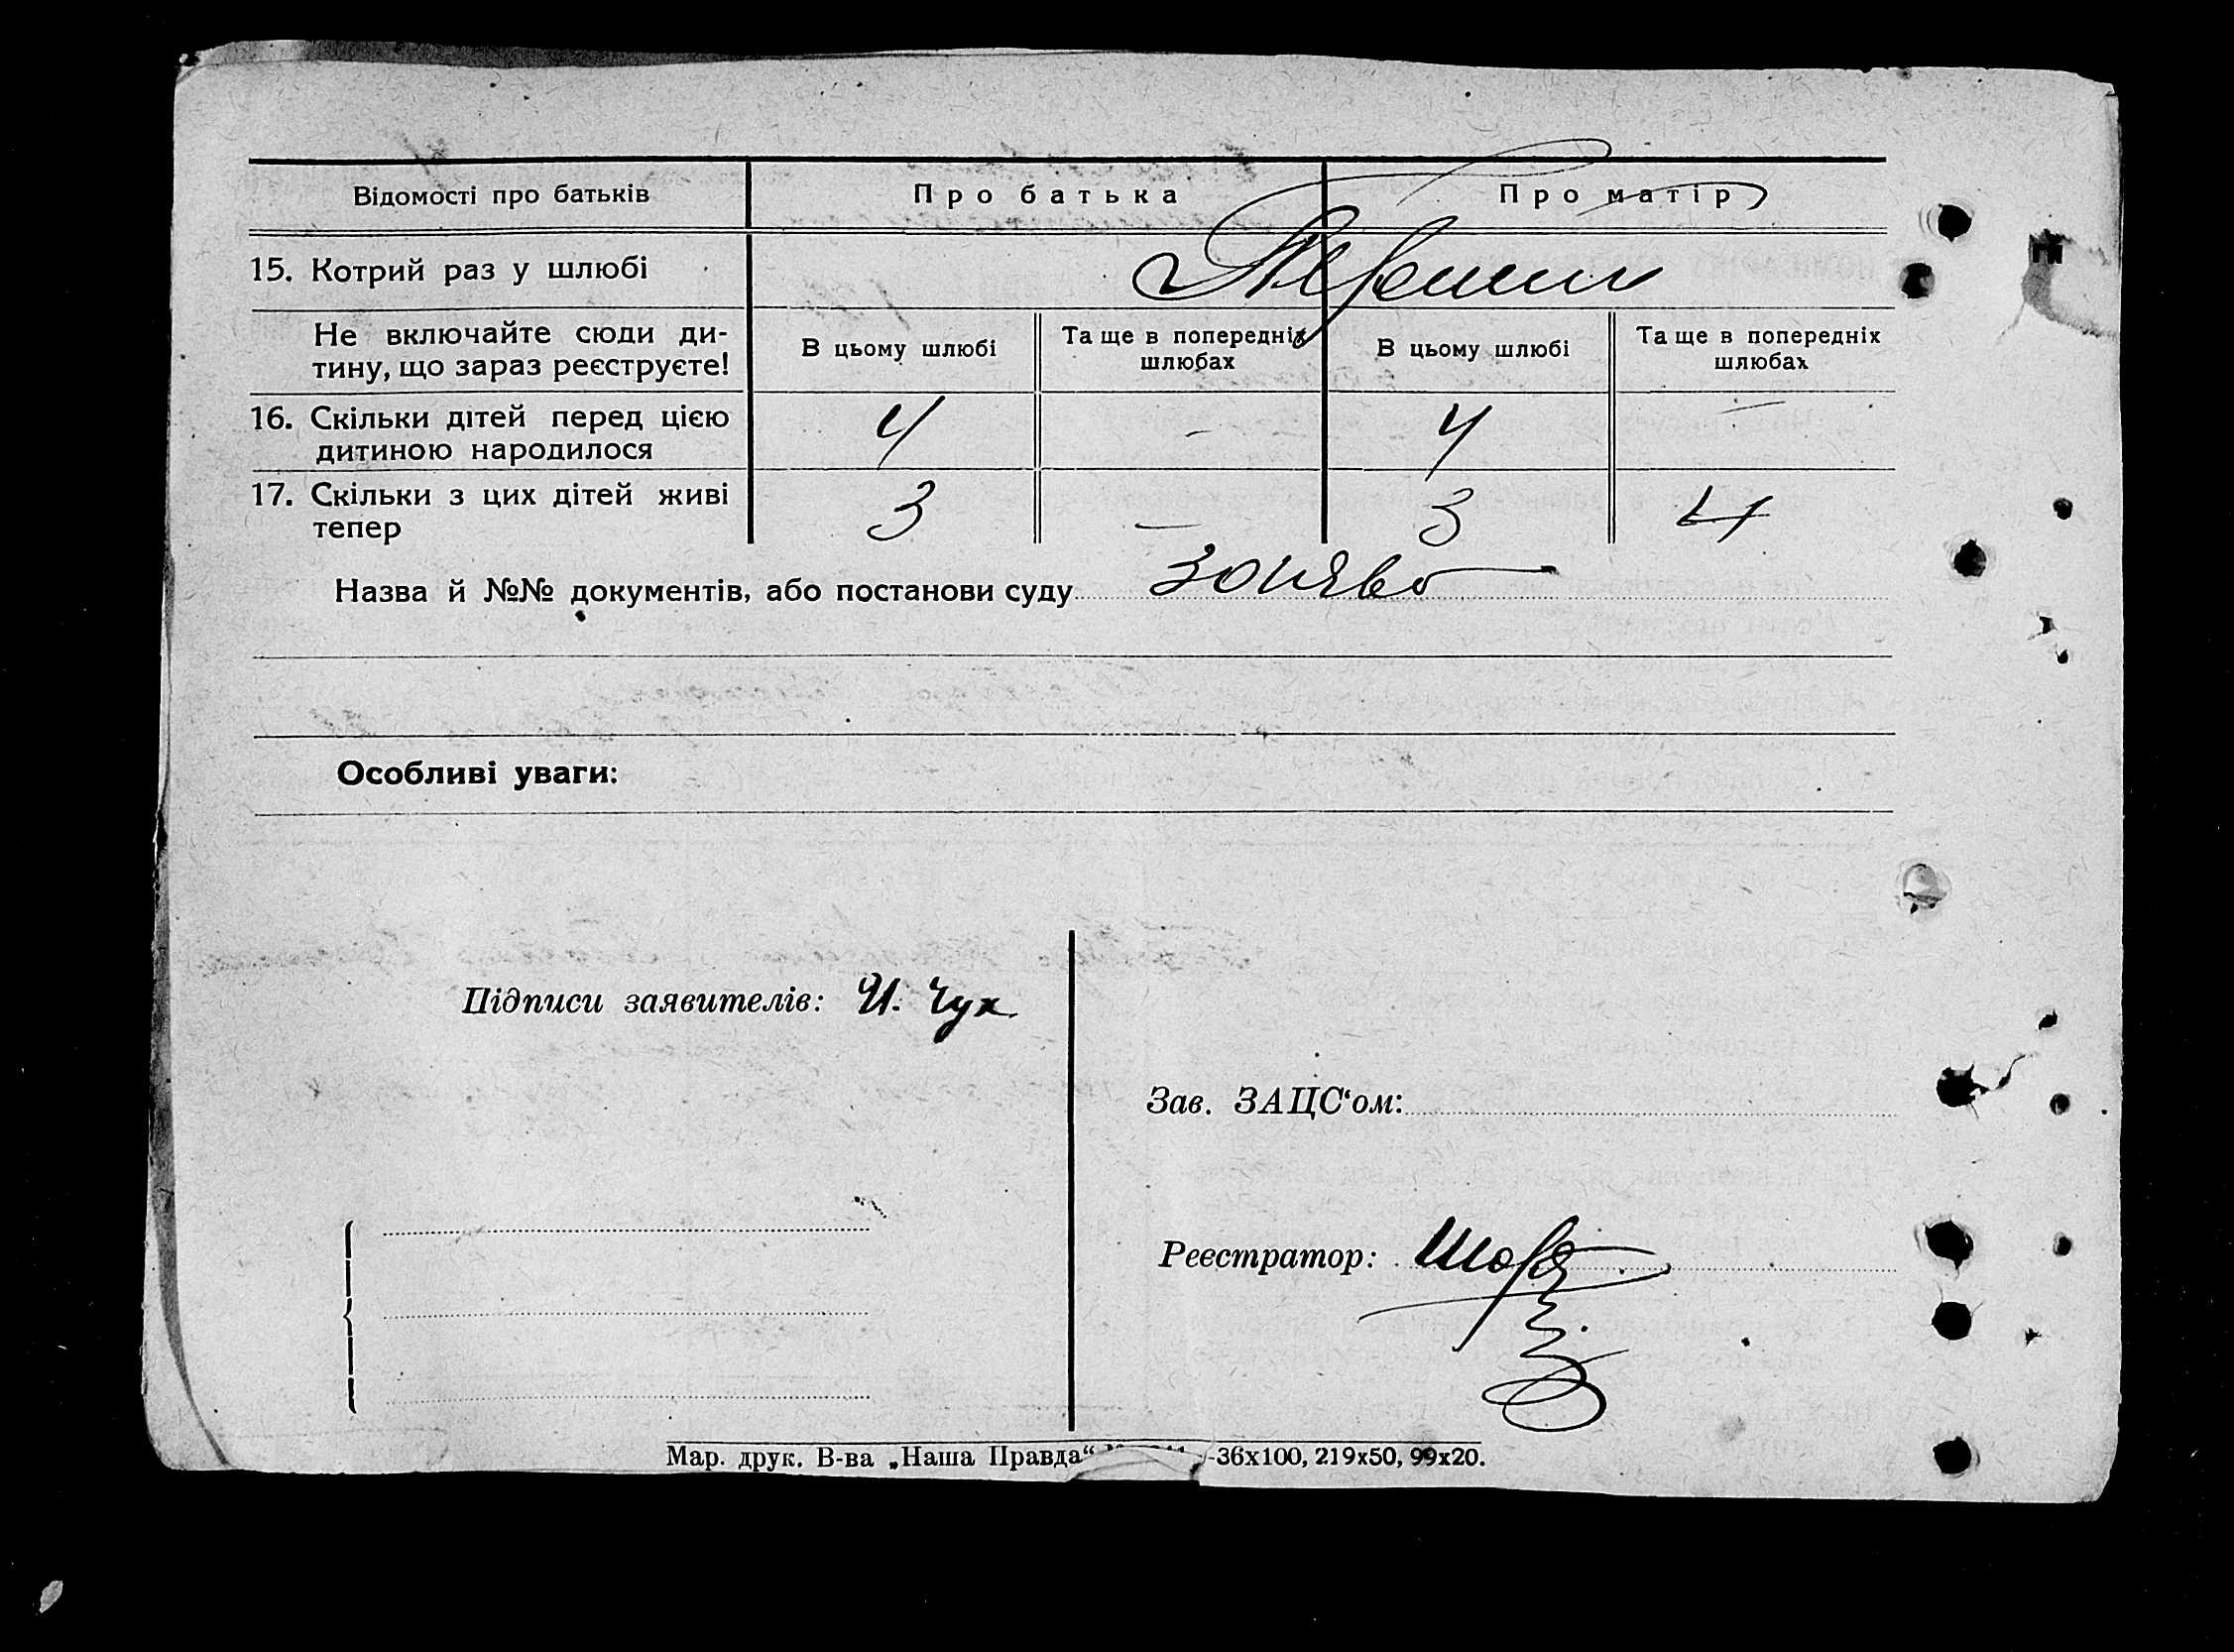 Відомості про батьків Про батька Про матір
15. Котрий раз у шлюбі Перший
Не включайте сюди ди-
тину, що зараз реєструєте!
В цьому шлюбі Та ще в попередніх
шлюбах
В цьому шлюбі Та ще в попередніх
шлюбах
16. Скільки дітей перед цією
дитиною народилося 4 - 4 -
17. Скільки з цих дітей живі
тепер 3 - 3
Назва й №№ документів, або постанови суду
Особливі уваги:
Підписи заявителів: И. Чух
Зав. ЗАЦС‘ом:
Реєстратор:
Мар. друк. В-ва „Наша Правда“ -36х100, 219х50, 99х20.